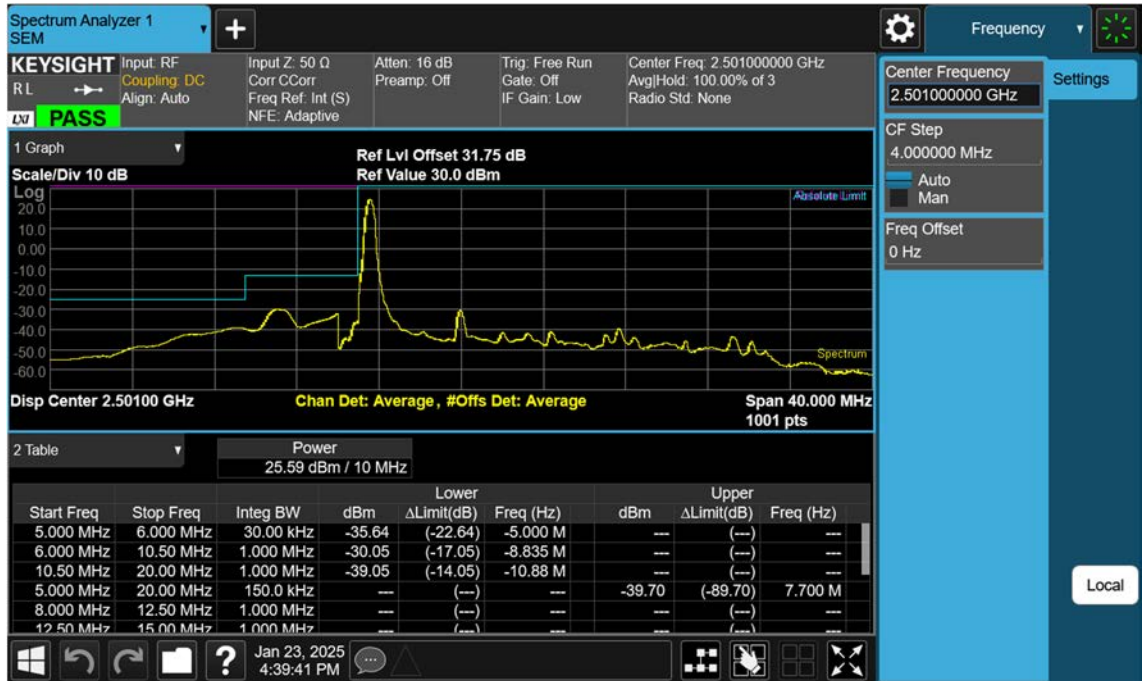 Spectrum Analyzer 1
SEM
Frequency
KEYSIGHT
RL
LXI PASS
Input: RF
Coupling: DC
Align: Auto
Input Z: 50 Ω
Corr CCorr
Freq Ref: Int (S)
NFE: Adaptive
Atten: 16 dB
Preamp: Off
Trig: Free Run
Gate: Off
IF Gain: Low
Center Freq: 2.501000000 GHz
Avg|Hold: 100.00% of 3
Radio Std: None
Center Frequency
2.501000000 GHz
Settings
CF Step
4.000000 MHz
Auto
Man
Freq Offset
0 Hz
1 Graph
Scale/Div 10 dB
Ref Lvl Offset 31.75 dB
Ref Value 30.0 dBm
Log
20.0
10.0
0.00
-10.0
-20.0
-30.0
-40.0
-50.0
-60.0
Absolute Limit
Spectrum
Disp Center 2.50100 GHz
Chan Det: Average, #Offs Det: Average
Span 40.000 MHz
1001 pts
2 Table
Power
25.59 dBm / 10 MHz
Lower Upper
Start Freq Stop Freq Integ BW dBm ΔLimit(dB) Freq (Hz) dBm ΔLimit(dB) Freq (Hz)
5.000 MHz 6.000 MHz 30.00 kHz -35.64 (-22.64) -5.000 M --- (---) ---
6.000 MHz 10.50 MHz 1.000 MHz -30.05 (-17.05) -8.835 M --- (---) ---
10.50 MHz 20.00 MHz 1.000 MHz -39.05 (-14.05) -10.88 M --- (---) ---
5.000 MHz 20.00 MHz 150.0 kHz --- (---) --- -39.70 (-89.70) 7.700 M
8.000 MHz 12.50 MHz 1.000 MHz --- (---) --- --- (---) ---
12.50 MHz 15.00 MHz 1.000 MHz --- (---) --- --- (---) ---
Local
?
Jan 23, 2025
4:39:41 PM